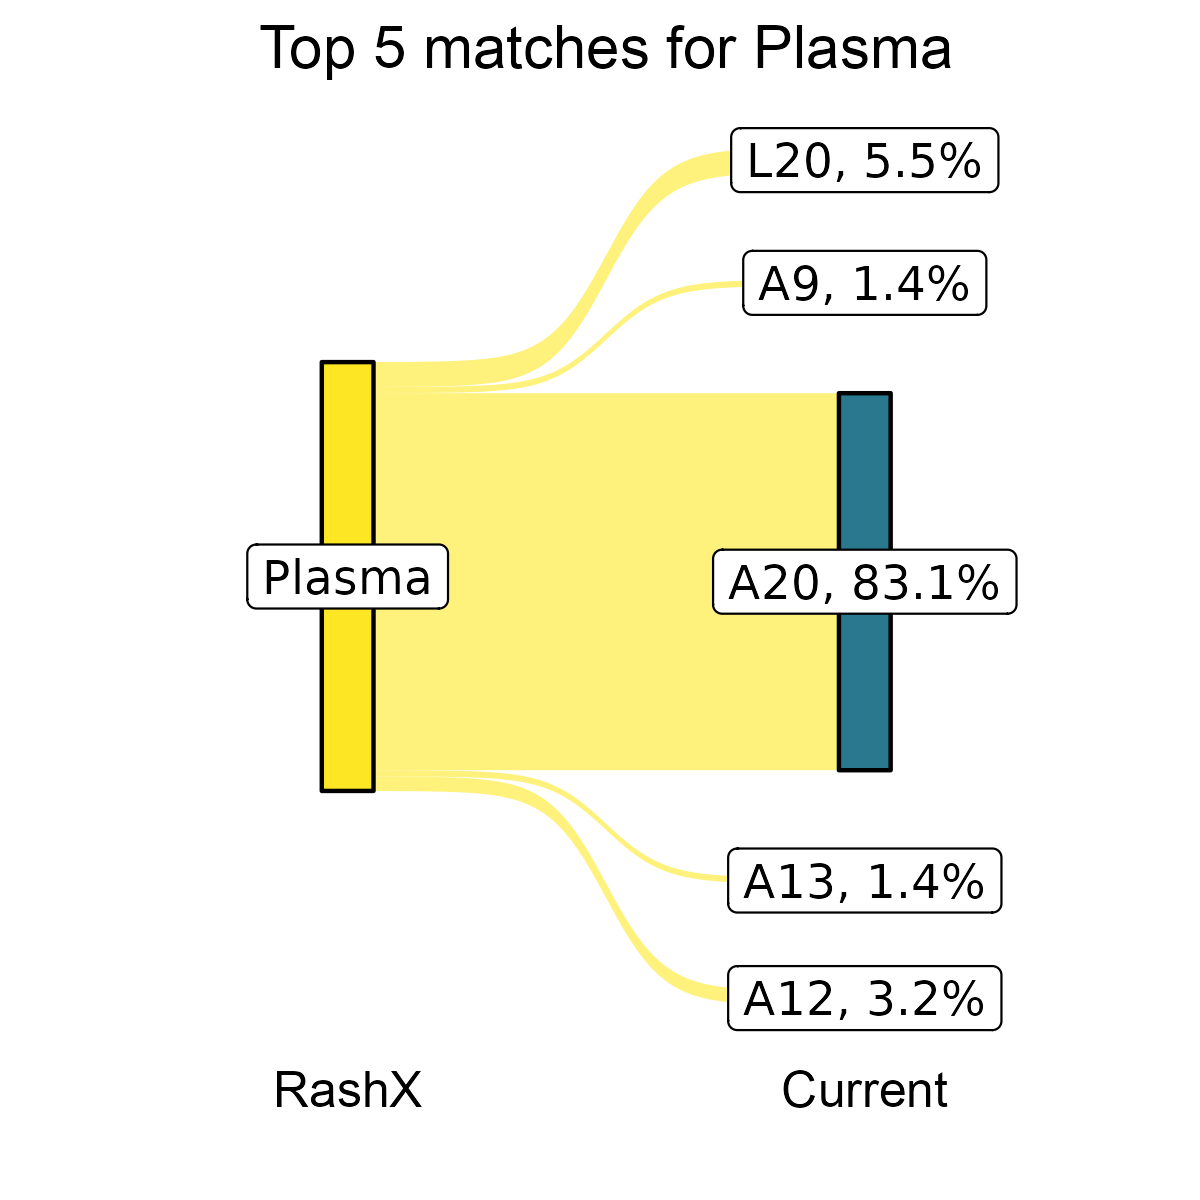 Top 5 matches for Plasma
L20, 5.5%
A9, 1.4%
Plasma
A20, 83.1%
A13, 1.4%
A12, 3.2%
RashX
Current